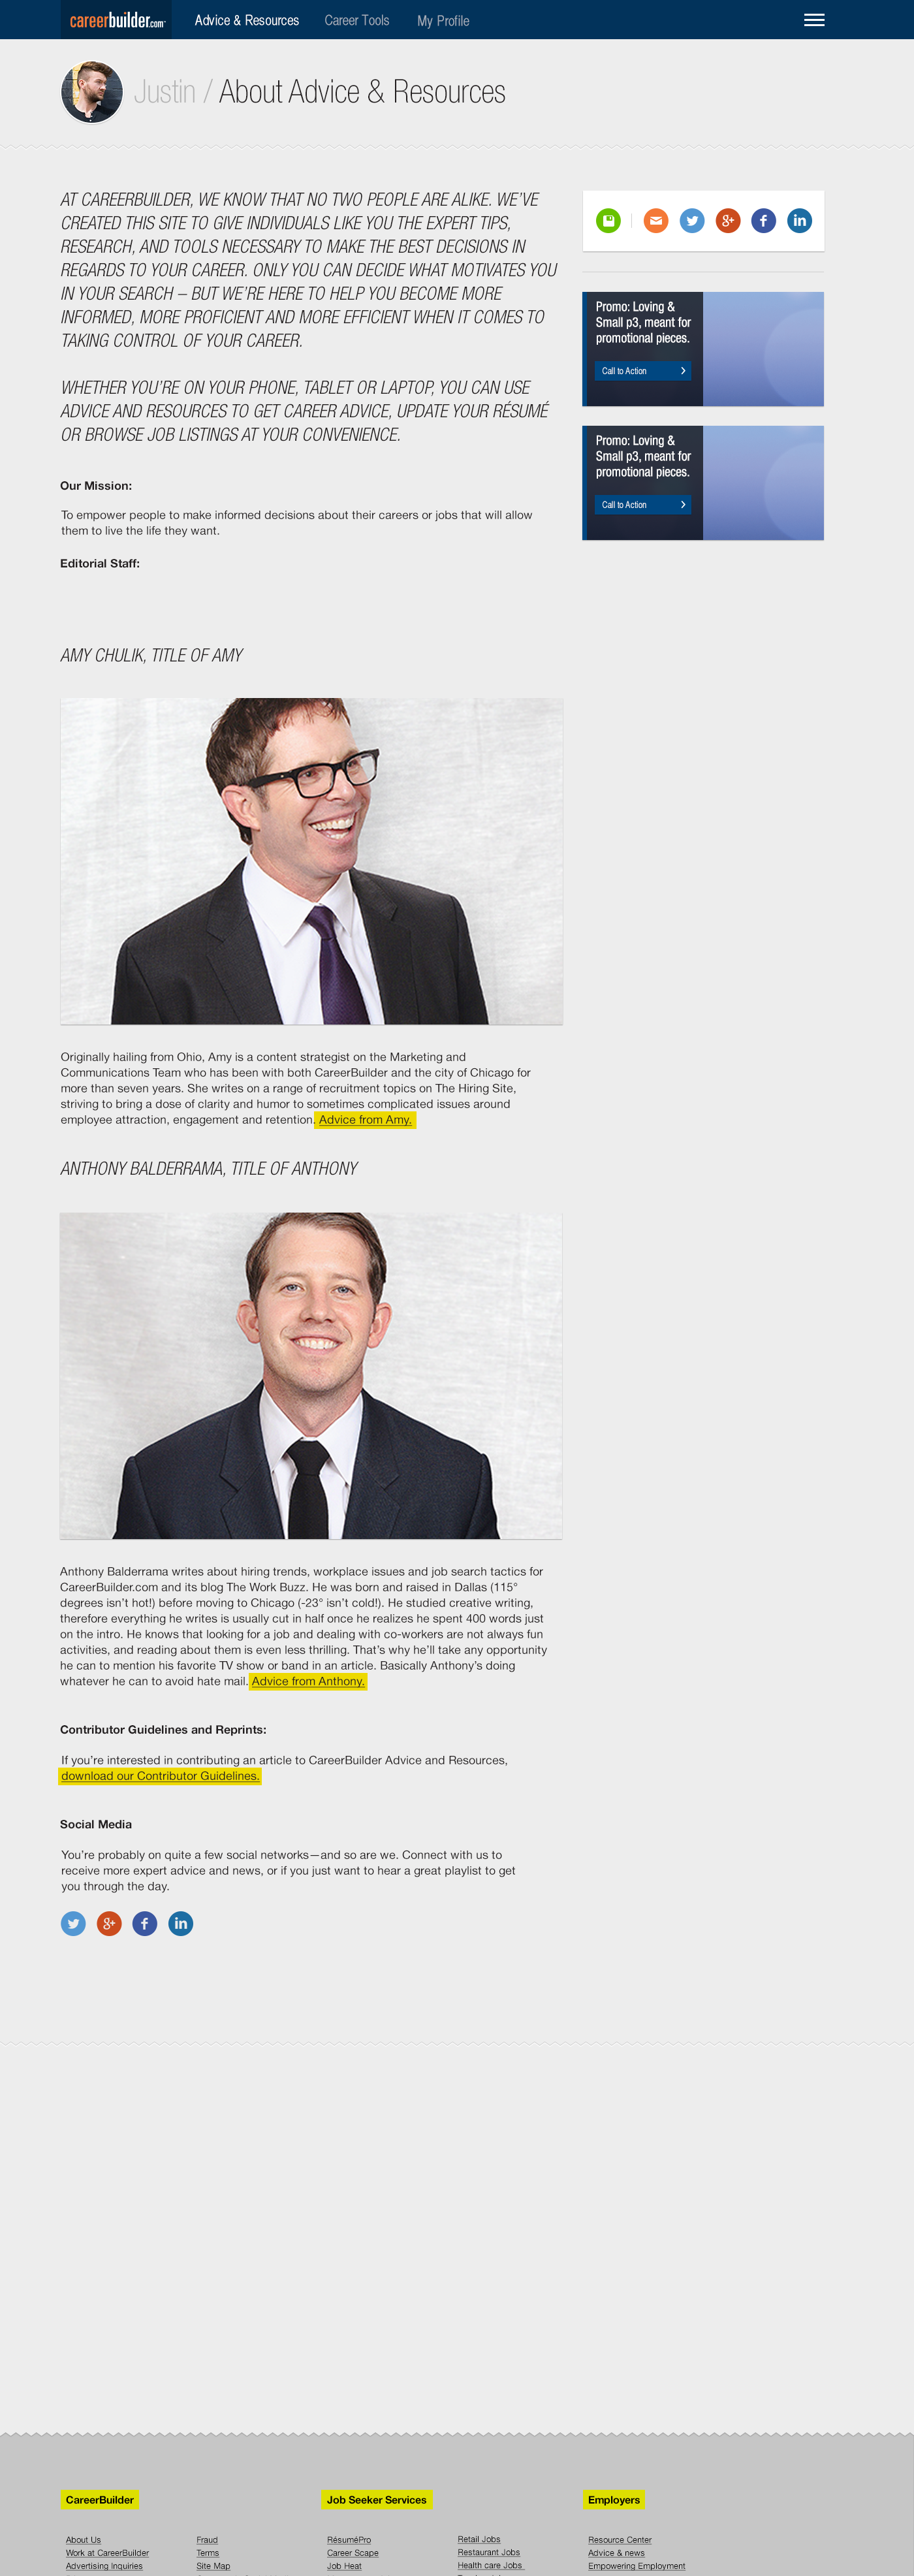 careerbuilder.com
Advice & Resources
Career Tools
My Profile
Justin / About Advice & Resources
AT CAREERBUILDER, WE KNOW THAT NO TWO PEOPLE ARE ALIKE. WE'VE
CREATED THIS SITE TO GIVE INDIVIDUALS LIKE YOU THE EXPERT TIPS,
RESEARCH, AND TOOLS NECESSARY TO MAKE THE BEST DECISIONS IN
REGARDS TO YOUR CAREER. ONLY YOU CAN DECIDE WHAT MOTIVATES YOU
IN YOUR SEARCH – BUT WE'RE HERE TO HELP YOU BECOME MORE
INFORMED, MORE PROFICIENT AND MORE EFFICIENT WHEN IT COMES TO
TAKING CONTROL OF YOUR CAREER.
WHETHER YOU'RE ON YOUR PHONE, TABLET OR LAPTOP, YOU CAN USE
ADVICE AND RESOURCES TO GET CAREER ADVICE, UPDATE YOUR RÉSUMÉ
OR BROWSE JOB LISTINGS AT YOUR CONVENIENCE.
Promo: Loving &
Small p3, meant for
promotional pieces.
Call to Action
Promo: Loving &
Small p3, meant for
promotional pieces.
Call to Action
Our Mission:
To empower people to make informed decisions about their careers or jobs that will allow
them to live the life they want.
Editorial Staff:
AMY CHULIK, TITLE OF AMY
Originally hailing from Ohio, Amy is a content strategist on the Marketing and
Communications Team who has been with both CareerBuilder and the city of Chicago for
more than seven years. She writes on a range of recruitment topics on The Hiring Site,
striving to bring a dose of clarity and humor to sometimes complicated issues around
employee attraction, engagement and retention. Advice from Amy.
ANTHONY BALDERRAMA, TITLE OF ANTHONY
Anthony Balderrama writes about hiring trends, workplace issues and job search tactics for
CareerBuilder.com and its blog The Work Buzz. He was born and raised in Dallas (115°
degrees isn't hot!) before moving to Chicago (-23° isn't cold!). He studied creative writing,
therefore everything he writes is usually cut in half once he realizes he spent 400 words just
on the intro. He knows that looking for a job and dealing with co-workers are not always fun
activities, and reading about them is even less thrilling. That's why he'll take any opportunity
he can to mention his favorite TV show or band in an article. Basically Anthony's doing
whatever he can to avoid hate mail. Advice from Anthony.
Contributor Guidelines and Reprints:
If you're interested in contributing an article to CareerBuilder Advice and Resources,
download our Contributor Guidelines.
Social Media
You're probably on quite a few social networks—and so are we. Connect with us to
receive more expert advice and news, or if you just want to hear a great playlist to get
you through the day.
CareerBuilder
About Us
Work at CareerBuilder
Advertising Inquiries
Fraud
Terms
Site Map
Job Seeker Services
RésuméPro
Career Scape
Job Heat
Retail Jobs
Restaurant Jobs
Health care Jobs
Employers
Resource Center
Advice & news
Empowering Employment